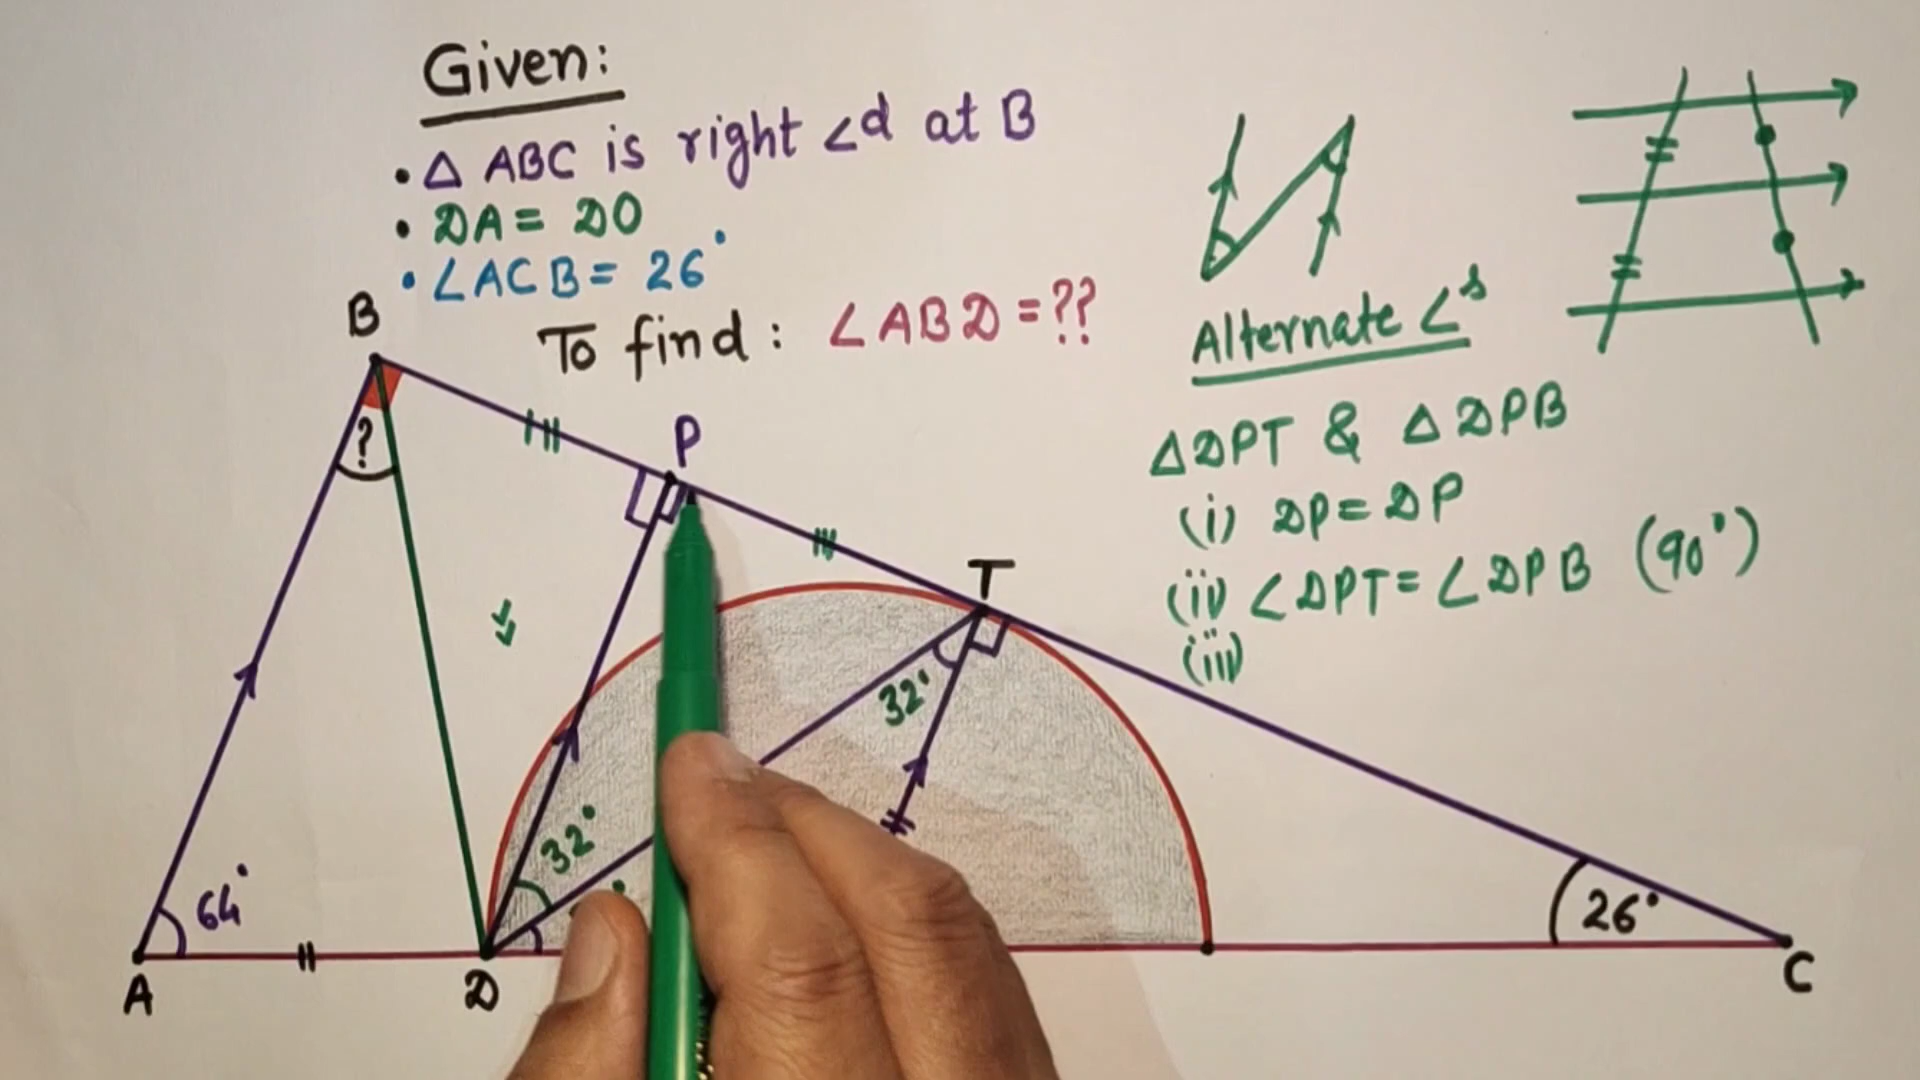 Given:
• △ ABC is right ∠d at B
• DA = DO
• ∠ACB = 26°
To find : ∠ABD = ??
Alternate ∠s
△DPT & △DPB
(i) DP = DP
(ii) ∠DPT = ∠DPB (90°)
(iii)
B
?
P
T
32°
32°
64°
26°
A
D
C